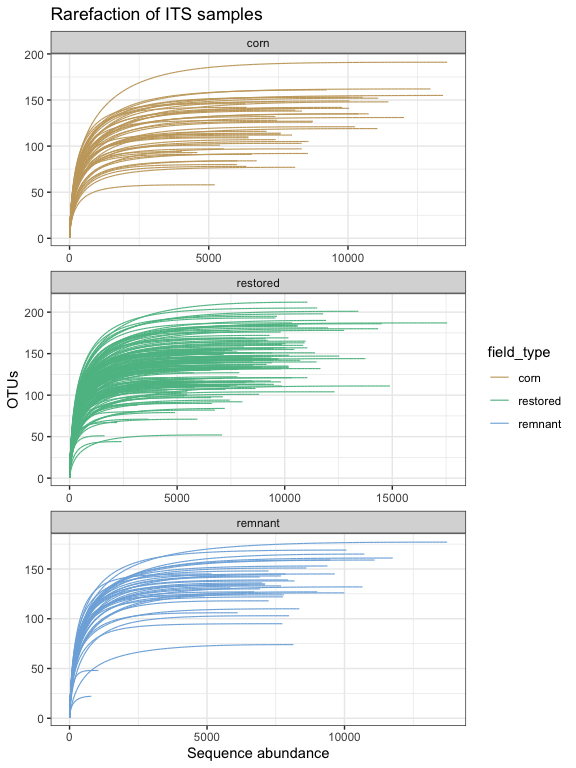 Rarefaction of ITS samples
corn
200
150
100
50
0
0 5000 10000
restored
200
150
100
50
0
0 5000 10000 15000
OTUs
remnant
150
100
50
0
0 5000 10000
Sequence abundance
field_type
corn
restored
remnant